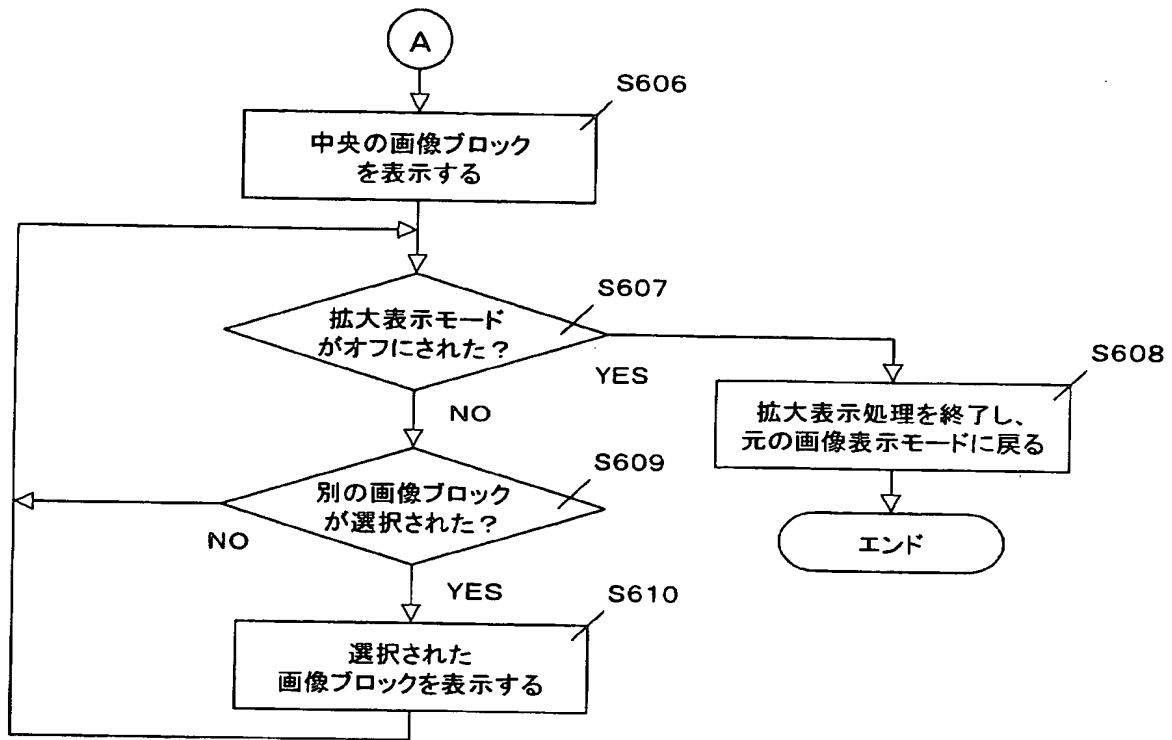 A
S606
中央の画像ブロック
を表示する
S607
拡大表示モード
がオフにされた?
YES
NO
S608
拡大表示処理を終了し、
元の画像表示モードに戻る
エンド
S609
別の画像ブロック
が選択された?
NO
YES
S610
選択された
画像ブロックを表示する